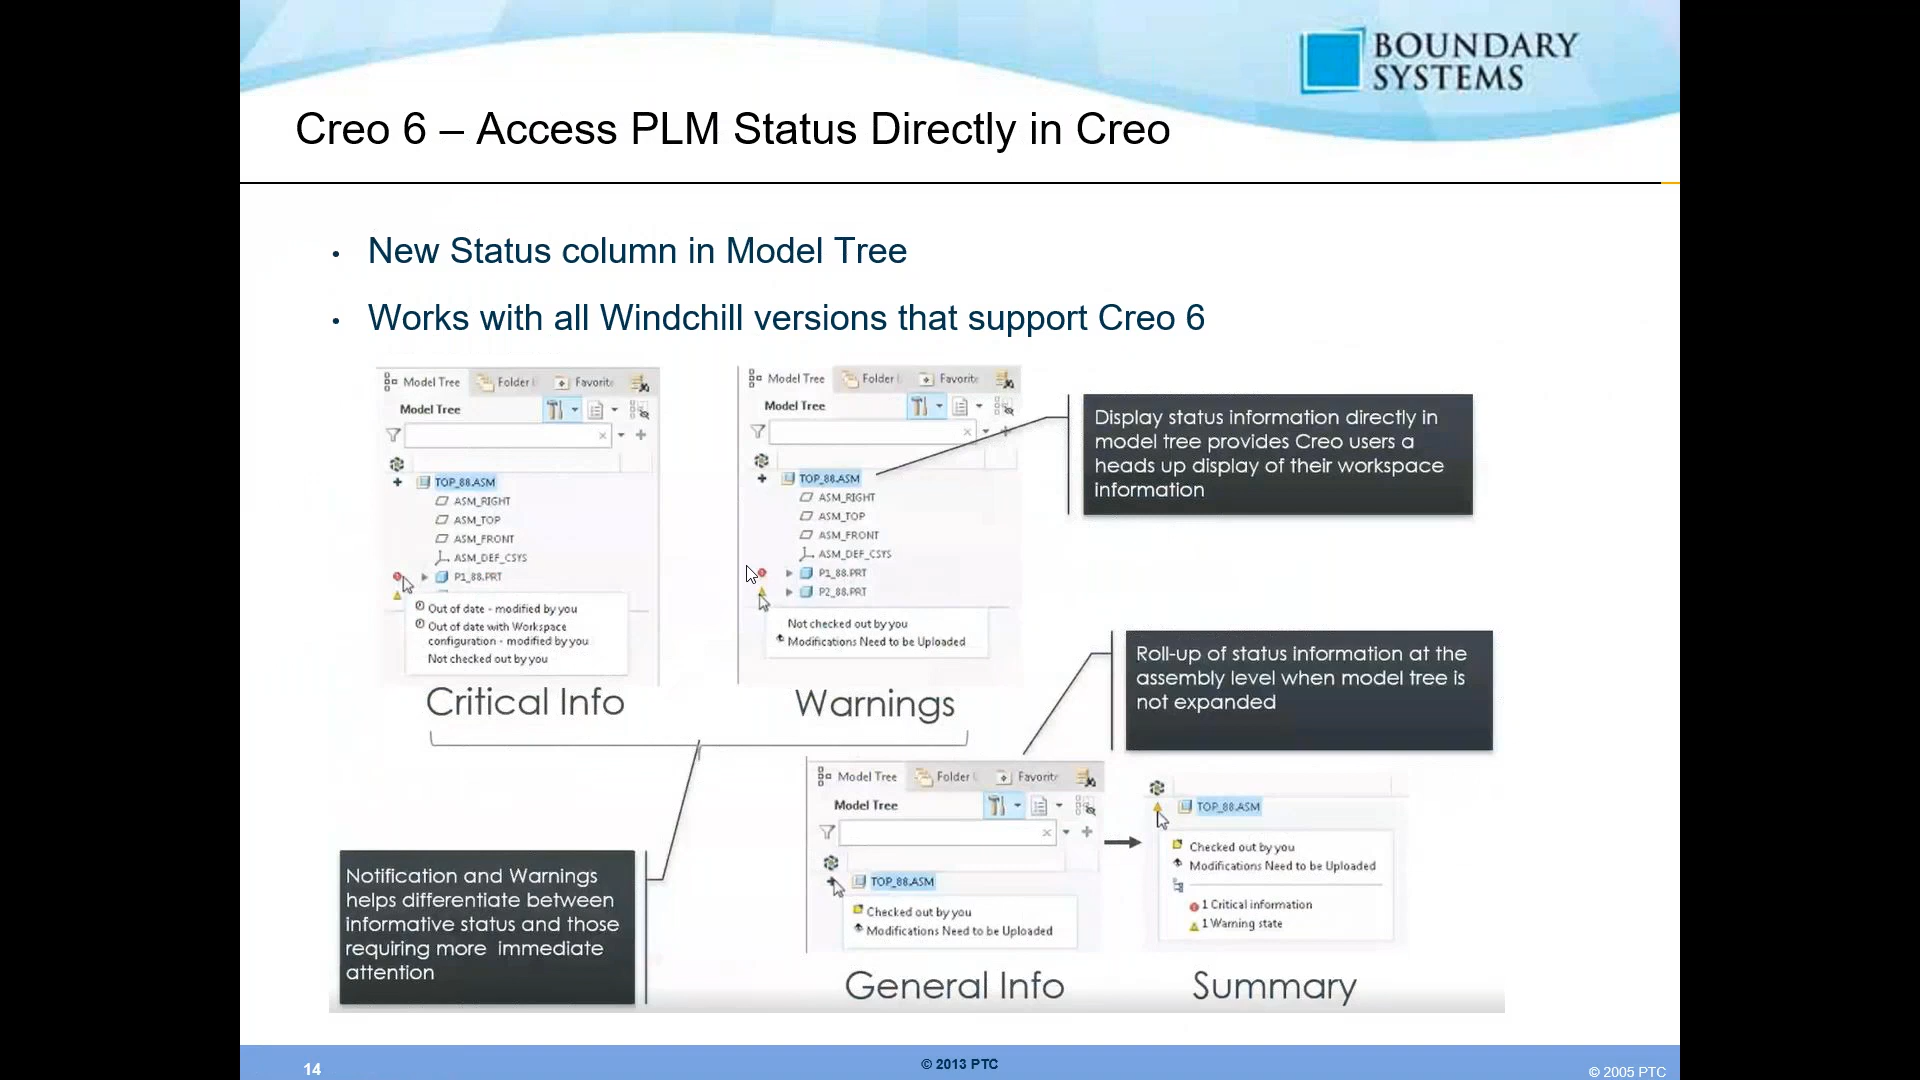 BOUNDARY
SYSTEMS
Creo 6 – Access PLM Status Directly in Creo
• New Status column in Model Tree
• Works with all Windchill versions that support Creo 6
Model Tree Folder Favorite
Model Tree
TOP_88.ASM
ASM_RIGHT
ASM_TOP
ASM_FRONT
ASM_DEF_CSYS
P1_88.PRT
Out of date - modified by you
Out of date with Workspace
configuration - modified by you
Not checked out by you
Critical Info
Model Tree Folder Favorite
Model Tree
TOP_88.ASM
ASM_RIGHT
ASM_TOP
ASM_FRONT
ASM_DEF_CSYS
P1_88.PRT
P2_88.PRT
Not checked out by you
Modifications Need to be Uploaded
Warnings
Display status information directly in
model tree provides Creo users a
heads up display of their workspace
information
Roll-up of status information at the
assembly level when model tree is
not expanded
Notification and Warnings
helps differentiate between
informative status and those
requiring more immediate
attention
Model Tree Folder Favorite
Model Tree
TOP_88.ASM
Checked out by you
Modifications Need to be Uploaded
General Info
TOP_88.ASM
Checked out by you
Modifications Need to be Uploaded
1 Critical information
1 Warning state
Summary
14
© 2013 PTC
© 2005 PTC